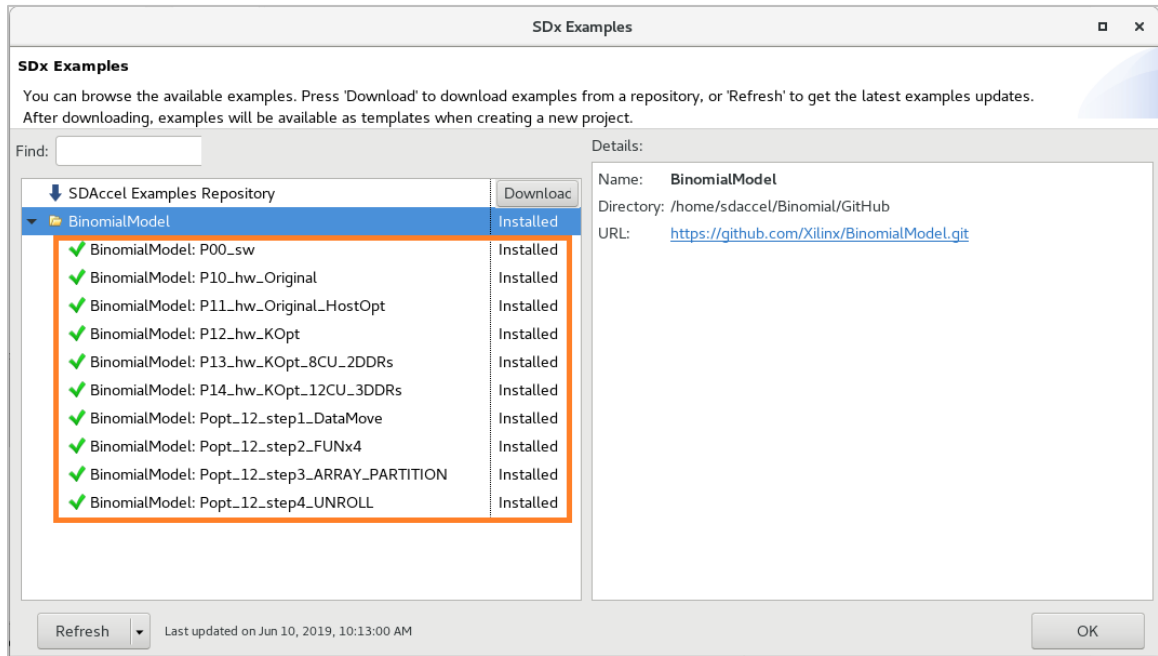 SDx Examples
SDx Examples
You can browse the available examples. Press 'Download' to download examples from a repository, or 'Refresh' to get the latest examples updates.
After downloading, examples will be available as templates when creating a new project.
Find:
Details:
SDAccel Examples Repository Downloac
BinomialModel Installed
BinomialModel: P00_sw Installed
BinomialModel: P10_hw_Original Installed
BinomialModel: P11_hw_Original_HostOpt Installed
BinomialModel: P12_hw_KOpt Installed
BinomialModel: P13_hw_KOpt_8CU_2DDRs Installed
BinomialModel: P14_hw_KOpt_12CU_3DDRs Installed
BinomialModel: Popt_12_step1_DataMove Installed
BinomialModel: Popt_12_step2_FUNx4 Installed
BinomialModel: Popt_12_step3_ARRAY_PARTITION Installed
BinomialModel: Popt_12_step4_UNROLL Installed
Name: BinomialModel
Directory: /home/sdaccel/Binomial/GitHub
URL: https://github.com/Xilinx/BinomialModel.git
Refresh Last updated on Jun 10, 2019, 10:13:00 AM
OK